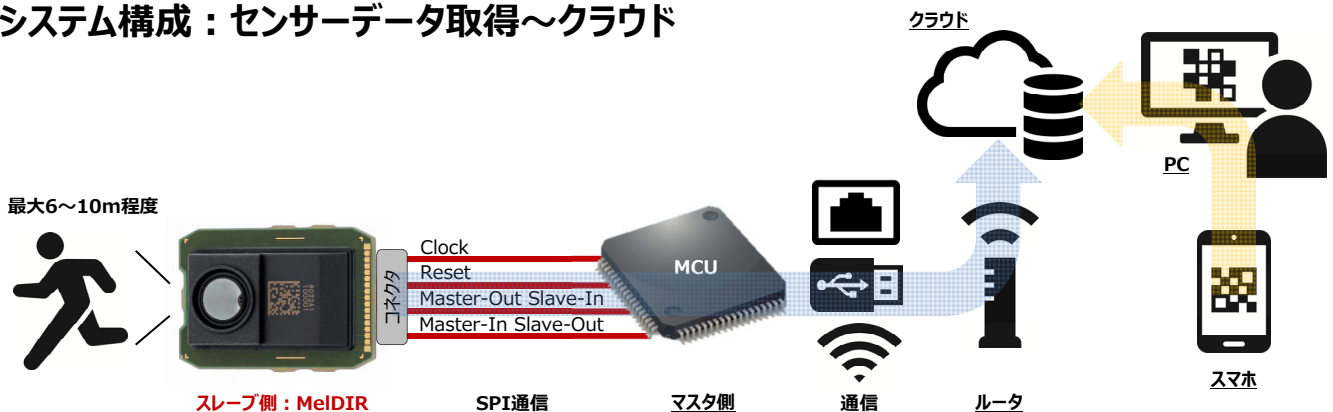 システム構成：センサーデータ取得～クラウド
クラウド
PC
最大6～10m程度
コネクタ
Clock
Reset
Master-Out Slave-In
Master-In Slave-Out
MCU
スマホ
スレーブ側：MelDIR
SPI通信
マスタ側
通信
ルータ